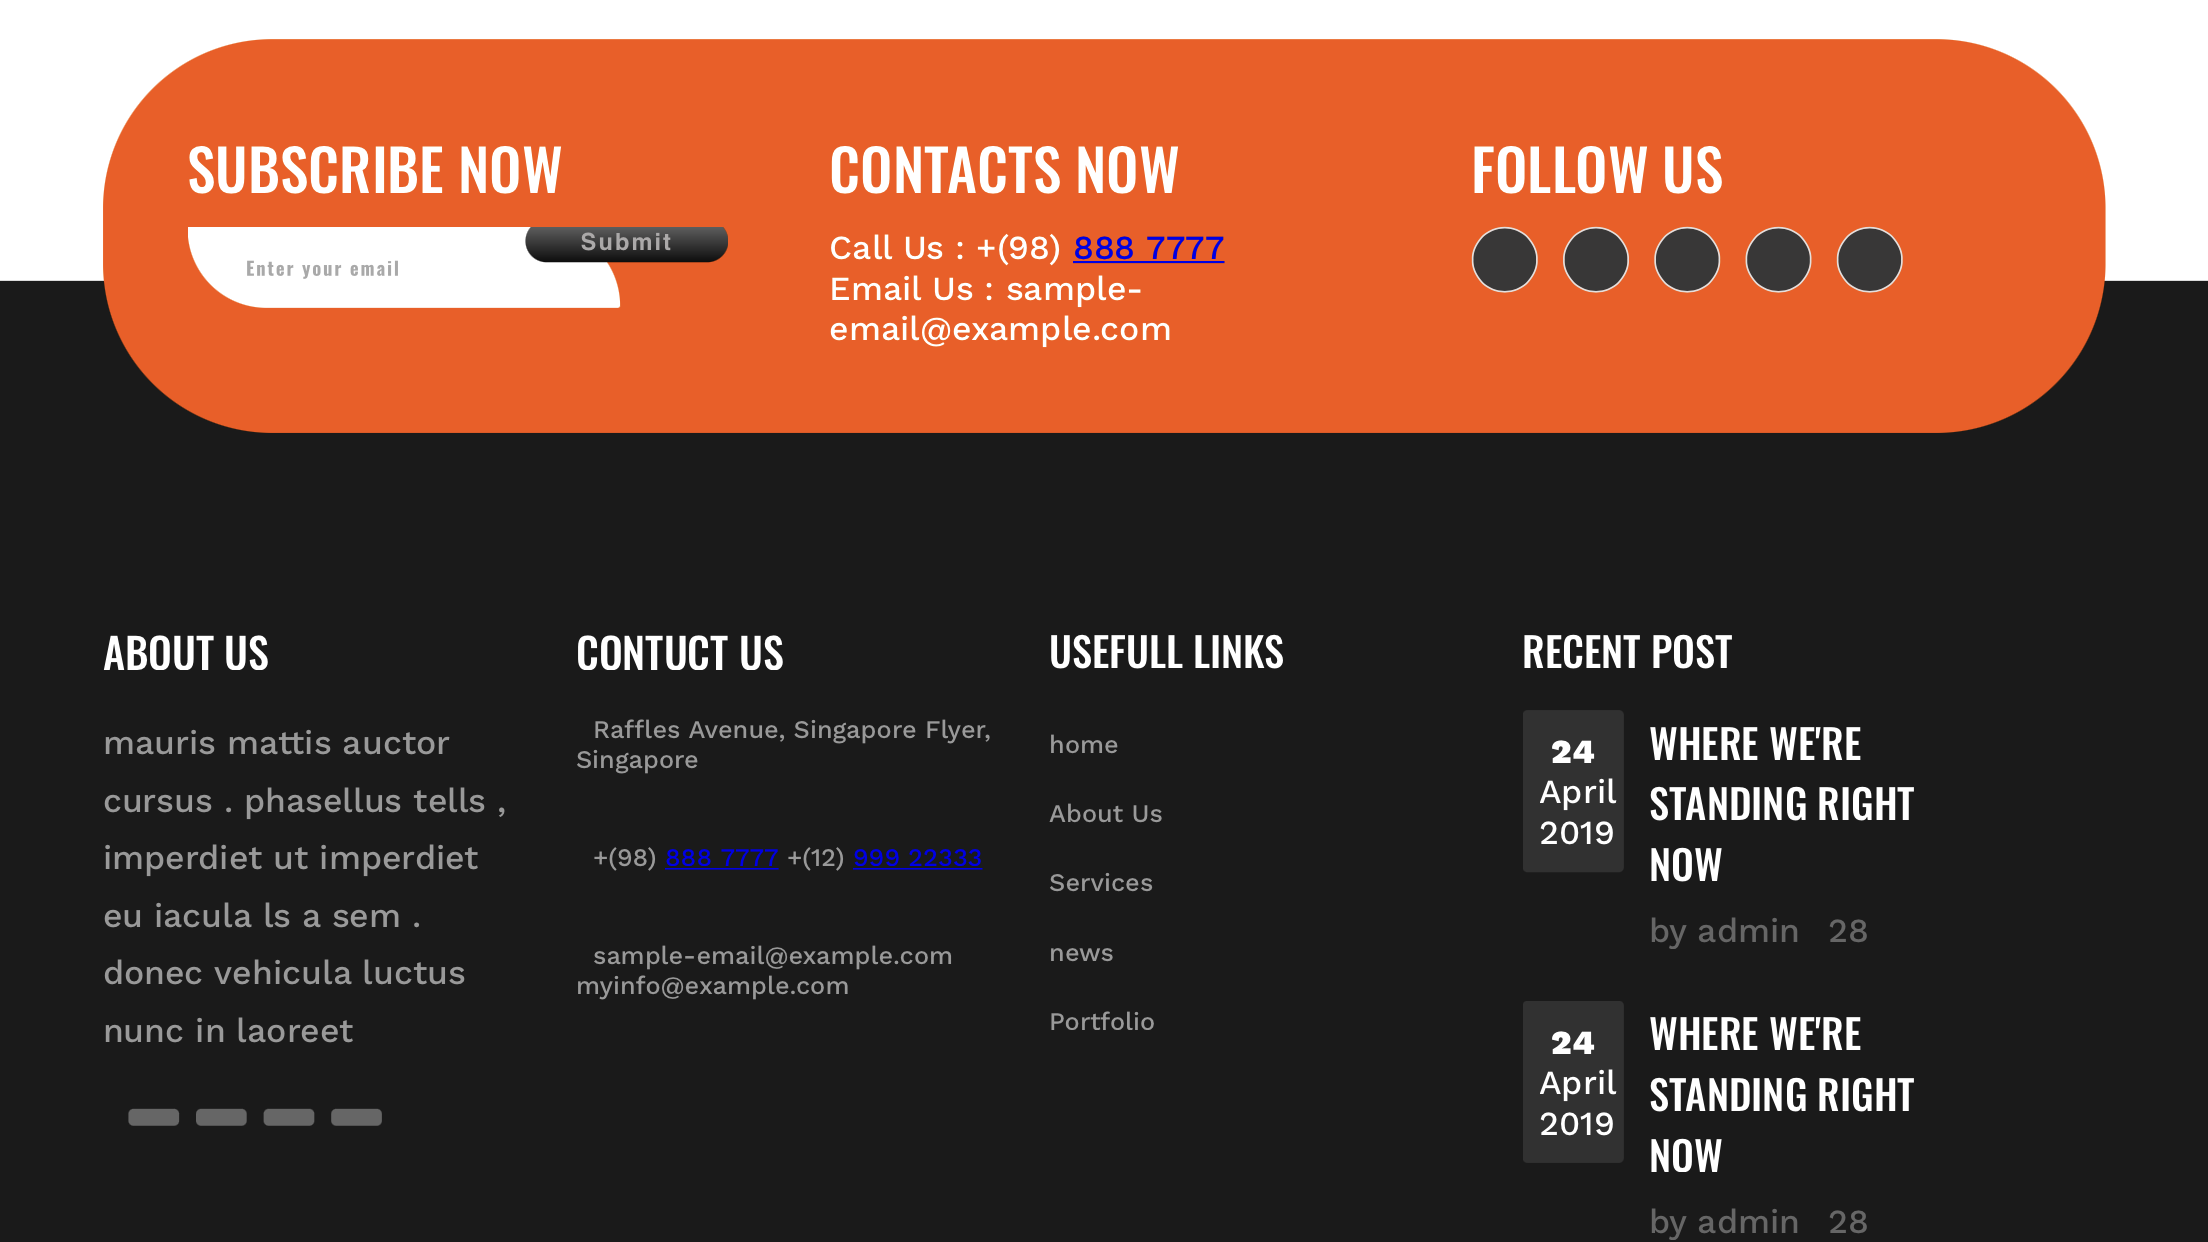 SUBSCRIBE NOW
Enter your email
Submit
CONTACTS NOW
Call Us : +(98) 888 7777
Email Us : sample-
email@example.com
FOLLOW US
ABOUT US
mauris mattis auctor
cursus . phasellus tells ,
imperdiet ut imperdiet
eu iacula ls a sem .
donec vehicula luctus
nunc in laoreet
CONTUCT US
Raffles Avenue, Singapore Flyer,
Singapore
+(98) 888 7777 +(12) 999 22333
sample-email@example.com
myinfo@example.com
USEFULL LINKS
home
About Us
Services
news
Portfolio
RECENT POST
24
April
2019
WHERE WE'RE
STANDING RIGHT
NOW
by admin 28
24
April
2019
WHERE WE'RE
STANDING RIGHT
NOW
by admin 28